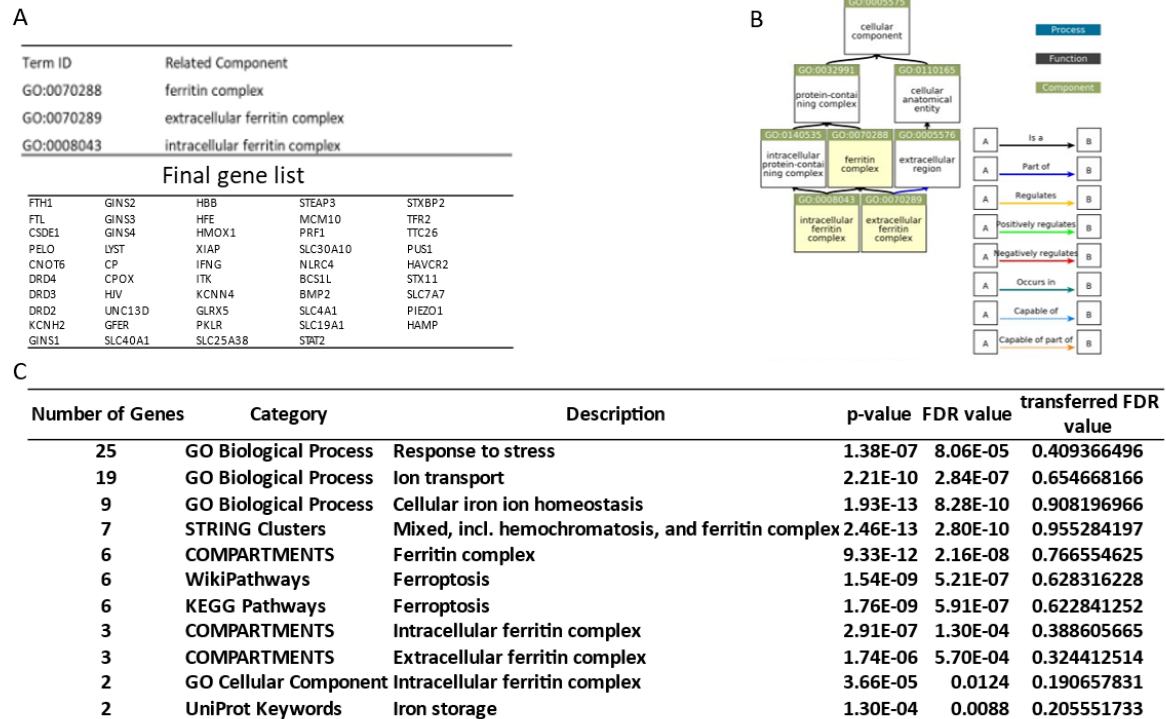 A
Term ID Related Component
GO:0070288 ferritin complex
GO:0070289 extracellular ferritin complex
GO:0008043 intracellular ferritin complex
Final gene list
FTH1 GINS2 HBB STEAP3 STXBP2
FTL GINS3 HFE MCM10 TFR2
CSDE1 GINS4 HMOX1 PRF1 TTC26
PELO LYST XIAP SLC30A10 PUS1
CNOT6 CP IFNG NLRC4 HAVCR2
DRD4 CPOX ITK BCS1L STX11
DRD3 HJV KCNN4 BMP2 SLC7A7
DRD2 UNC13D GLRX5 SLC4A1 PIEZO1
KCNH2 GFER PKLR SLC19A1 HAMP
GINS1 SLC40A1 SLC25A38 STAT2
B
GO:0005575
cellular
component
GO:0032991 GO:0110165
protein-contai
ning complex
cellular
anatomical
entity
GO:0140535 GO:0070288 GO:0005576
intracellular
protein-contai
ning complex
ferritin
complex
extracellular
region
GO:0008043 GO:0070289
intracellular
ferritin
complex
extracellular
ferritin
complex
Process
Function
Component
A Is a B
A Part of B
A Regulates B
A Positively regulates B
A Negatively regulates B
A Occurs in B
A Capable of B
A Capable of part of B
C
Number of Genes Category Description p-value FDR value transferred FDR value
25 GO Biological Process Response to stress 1.38E-07 8.06E-05 0.409366496
19 GO Biological Process Ion transport 2.21E-10 2.84E-07 0.654668166
9 GO Biological Process Cellular iron ion homeostasis 1.93E-13 8.28E-10 0.908196966
7 STRING Clusters Mixed, incl. hemochromatosis, and ferritin complex 2.46E-13 2.80E-10 0.955284197
6 COMPARTMENTS Ferritin complex 9.33E-12 2.16E-08 0.766554625
6 WikiPathways Ferroptosis 1.54E-09 5.21E-07 0.628316228
6 KEGG Pathways Ferroptosis 1.76E-09 5.91E-07 0.622841252
3 COMPARTMENTS Intracellular ferritin complex 2.91E-07 1.30E-04 0.388605665
3 COMPARTMENTS Extracellular ferritin complex 1.74E-06 5.70E-04 0.324412514
2 GO Cellular Component Intracellular ferritin complex 3.66E-05 0.0124 0.190657831
2 UniProt Keywords Iron storage 1.30E-04 0.0088 0.205551733